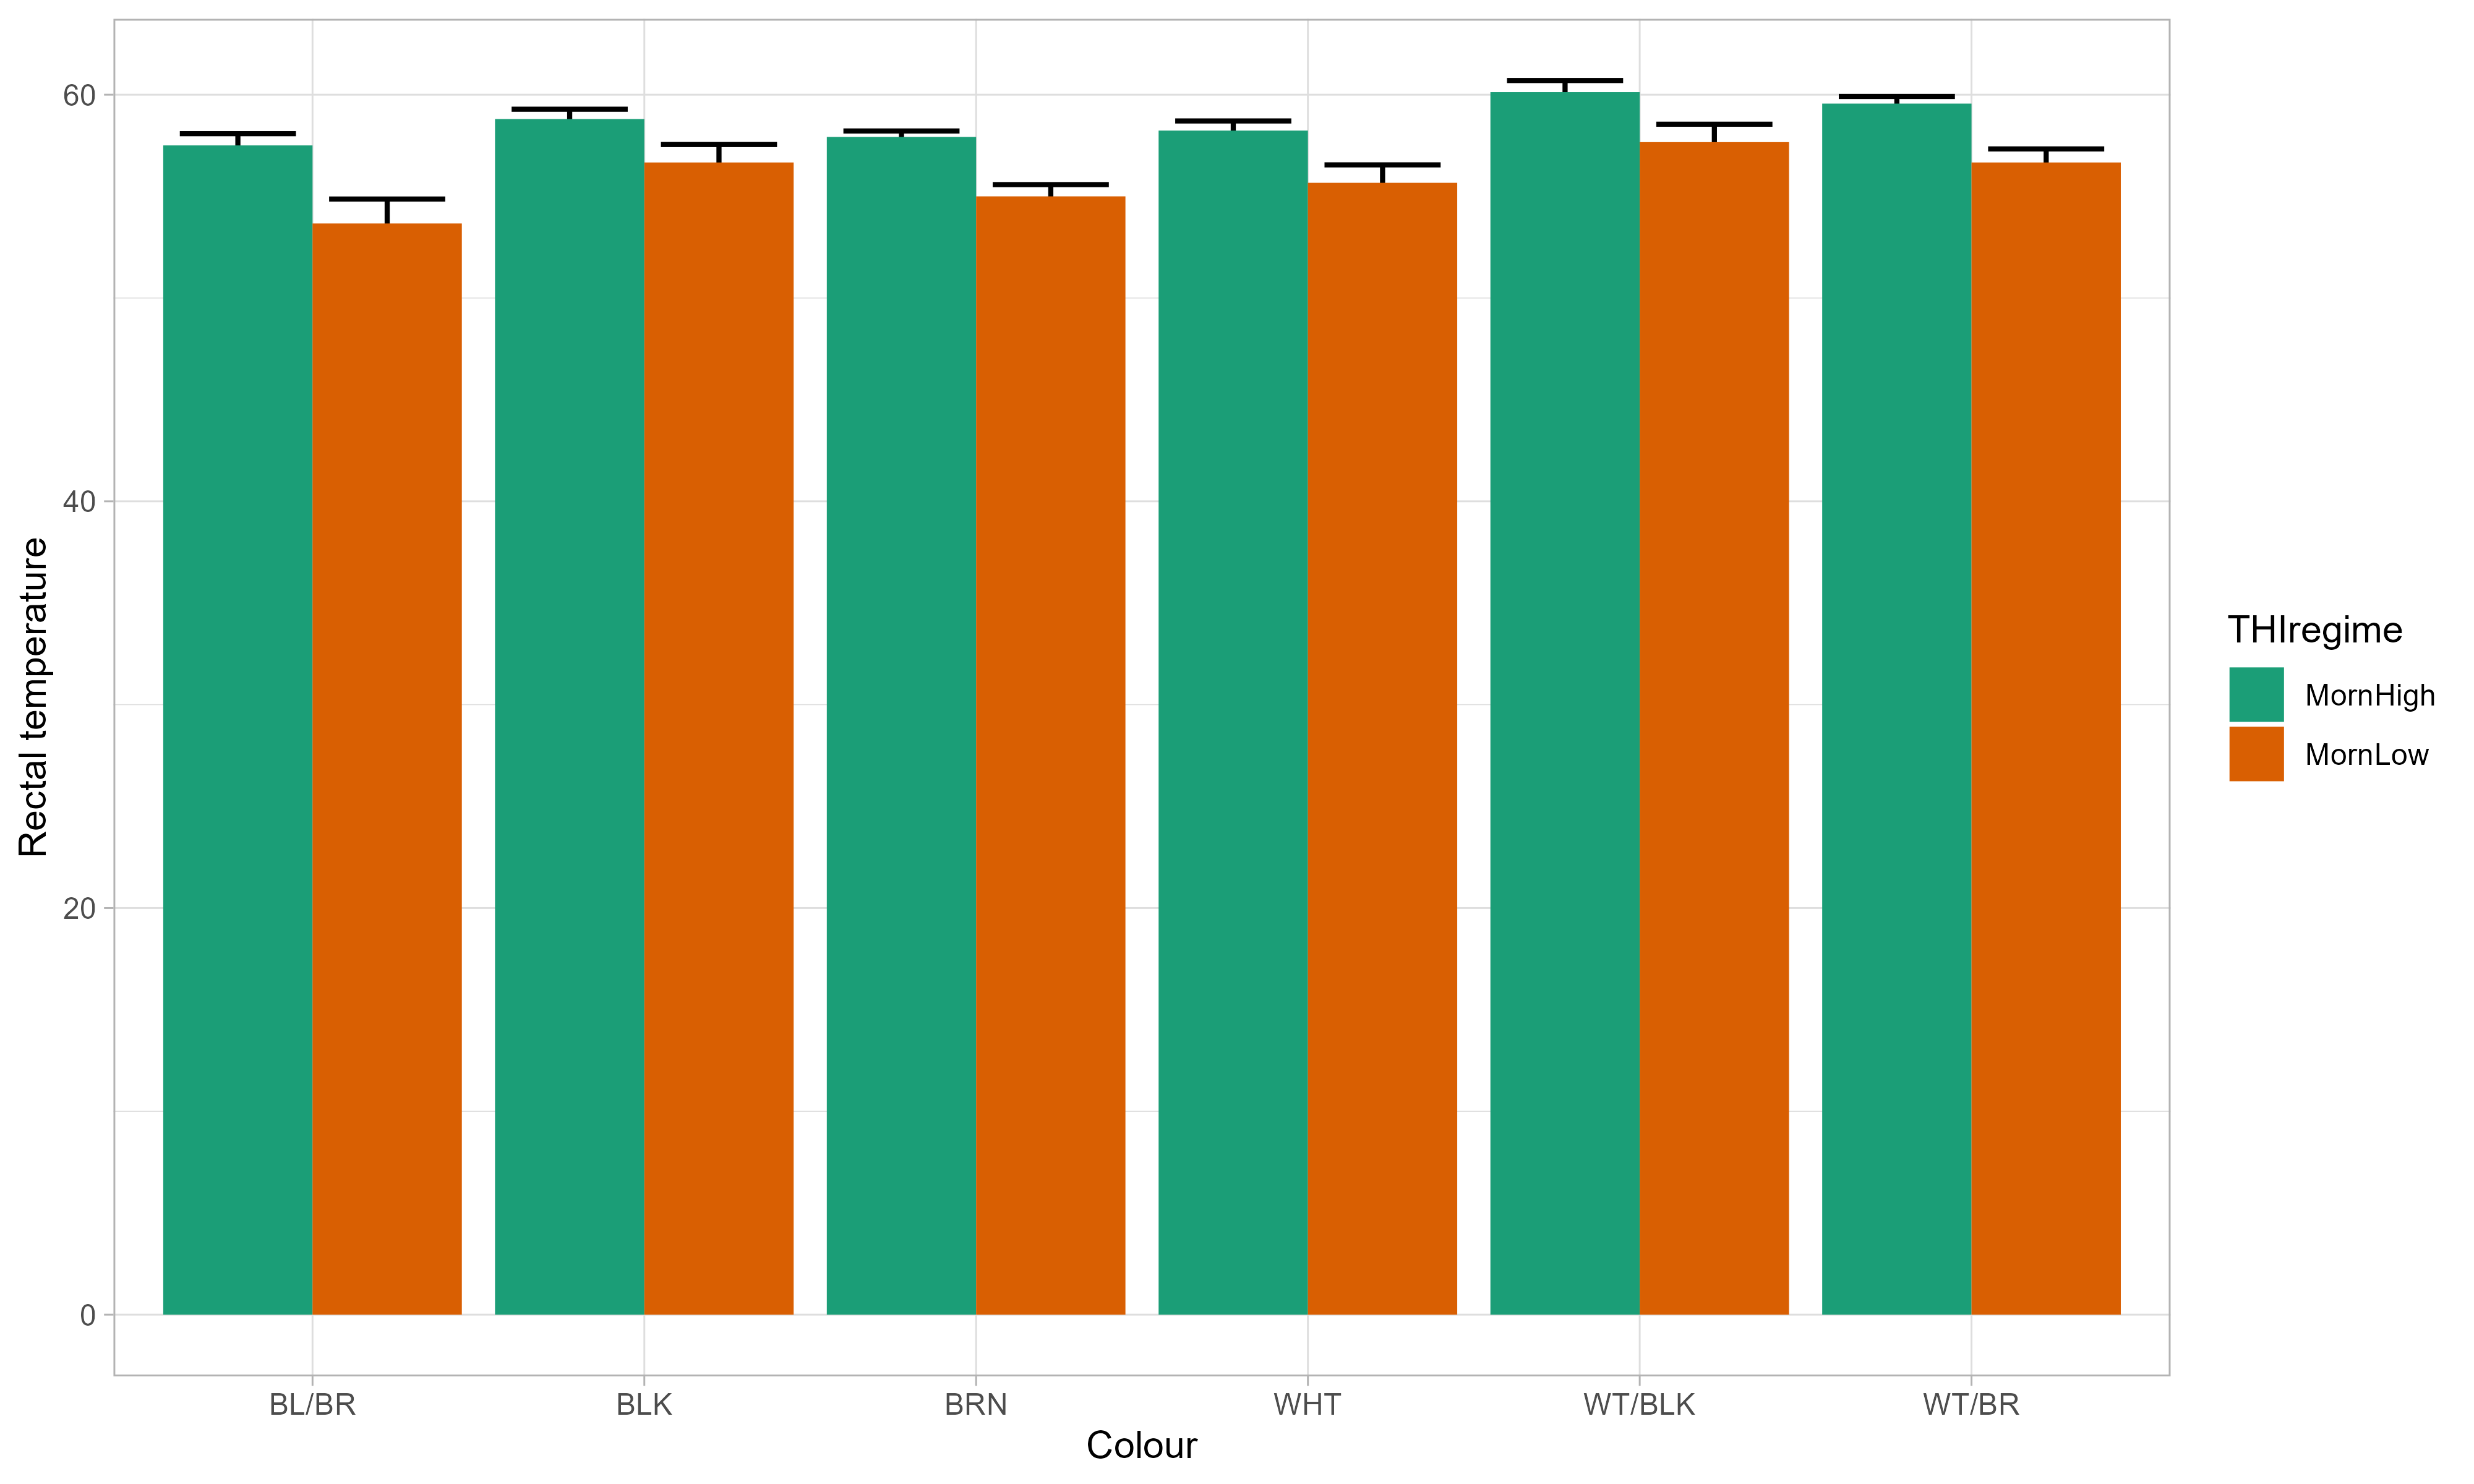 Rectal temperature
60
40
20
0
BL/BR
BLK
BRN
WHT
WT/BLK
WT/BR
Colour
THIregime
MornHigh
MornLow